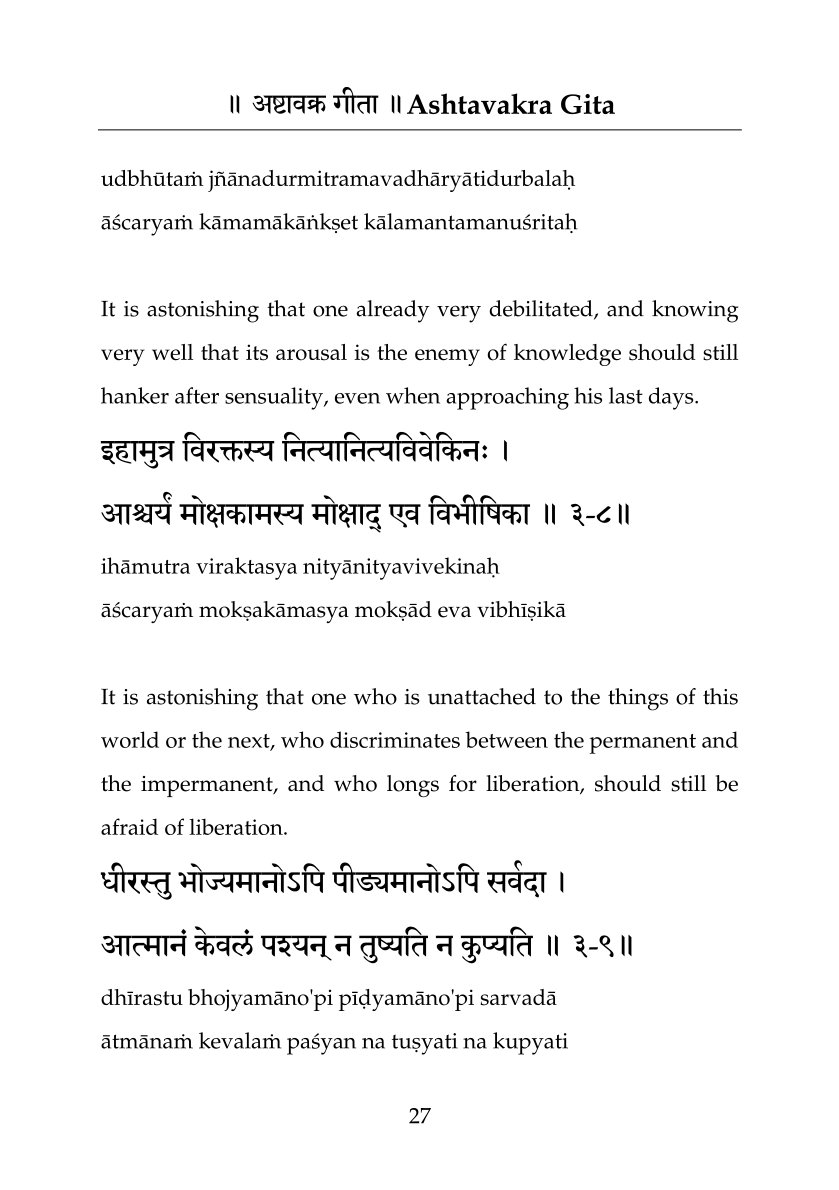 ॥ अष्टावक्र गीता ॥ Ashtavakra Gita
udbhūtaṁ jñānadurmitramavadhāryātidurbalaḥ
āścaryaṁ kāmamākāṅkṣet kālamantamanuśritaḥ
It is astonishing that one already very debilitated, and knowing
very well that its arousal is the enemy of knowledge should still
hanker after sensuality, even when approaching his last days.
इहामुत्र विरक्तस्य नित्यानित्यविवेकिनः ।
आश्चर्यं मोक्षकामस्य मोक्षाद् एव विभीषिका ॥ ३-८॥
ihāmutra viraktasya nityānityavivekinaḥ
āścaryaṁ mokṣakāmasya mokṣād eva vibhīṣikā
It is astonishing that one who is unattached to the things of this
world or the next, who discriminates between the permanent and
the impermanent, and who longs for liberation, should still be
afraid of liberation.
धीरस्तु भोज्यमानोऽपि पीड्यमानोऽपि सर्वदा ।
आत्मानं केवलं पश्यन् न तुष्यति न कुप्यति ॥ ३-९॥
dhīrastu bhojyamāno'pi pīḍyamāno'pi sarvadā
ātmānaṁ kevalaṁ paśyan na tuṣyati na kupyati
27